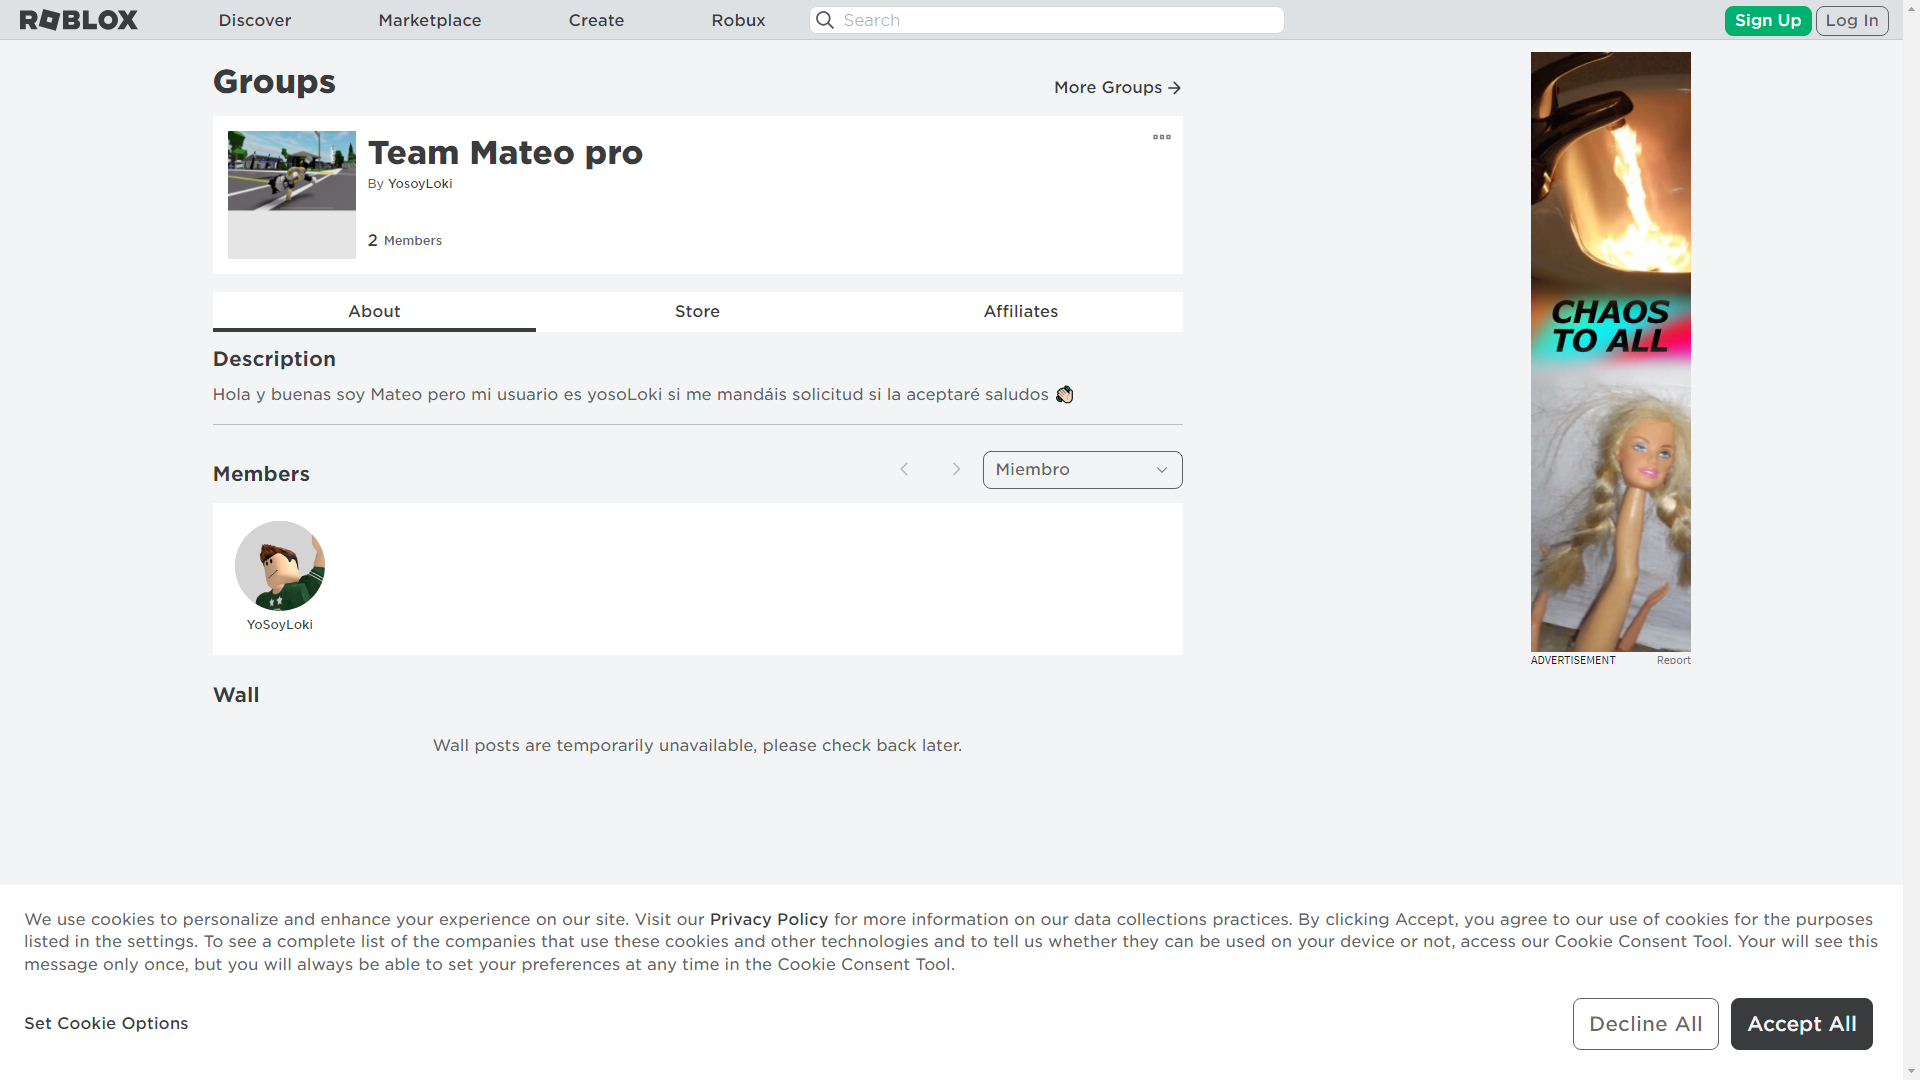 ROBLOX
Discover
Marketplace
Create
Robux
Search
Sign Up
Log In
Groups
More Groups
Team Mateo pro
By YosoyLoki
2 Members
About
Store
Affiliates
Description
Hola y buenas soy Mateo pero mi usuario es yosoLoki si me mandáis solicitud si la aceptaré saludos 👋🏻
Members
Miembro
YoSoyLoki
Wall
Wall posts are temporarily unavailable, please check back later.
CHAOS
TO ALL
ADVERTISEMENT
Report
We use cookies to personalize and enhance your experience on our site. Visit our Privacy Policy for more information on our data collections practices. By clicking Accept, you agree to our use of cookies for the purposes
listed in the settings. To see a complete list of the companies that use these cookies and other technologies and to tell us whether they can be used on your device or not, access our Cookie Consent Tool. Your will see this
message only once, but you will always be able to set your preferences at any time in the Cookie Consent Tool.
Set Cookie Options
Decline All
Accept All